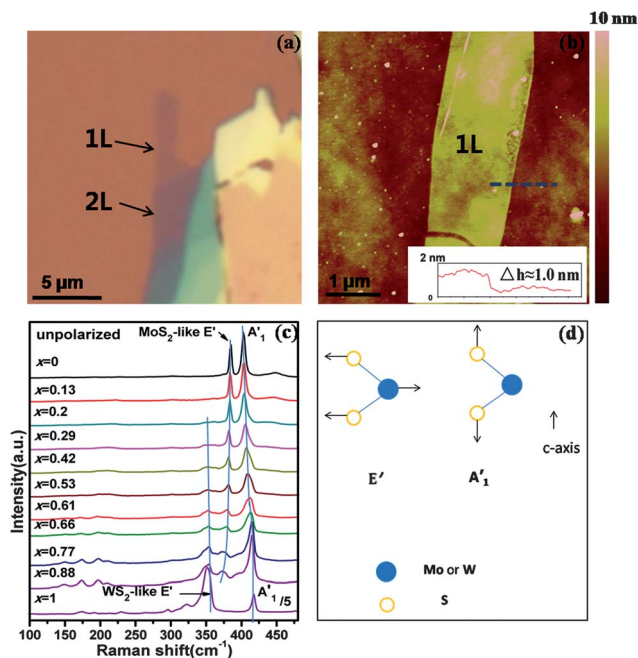 (a)
1L
2L
5 μm
10 nm
(b)
1L
1 μm
2 nm
0
△h≈1.0 nm
0
unpolarized
MoS2-like E'
A'1
(c)
x=0
x=0.13
x=0.2
x=0.29
x=0.42
x=0.53
x=0.61
x=0.66
x=0.77
x=0.88
x=1
WS2-like E'
A'1/5
Intensity(a.u.)
100 150 200 250 300 350 400 450
Raman shift(cm-1)
(d)
S
S
S
S
c-axis
E'
A'1
Mo or W
S